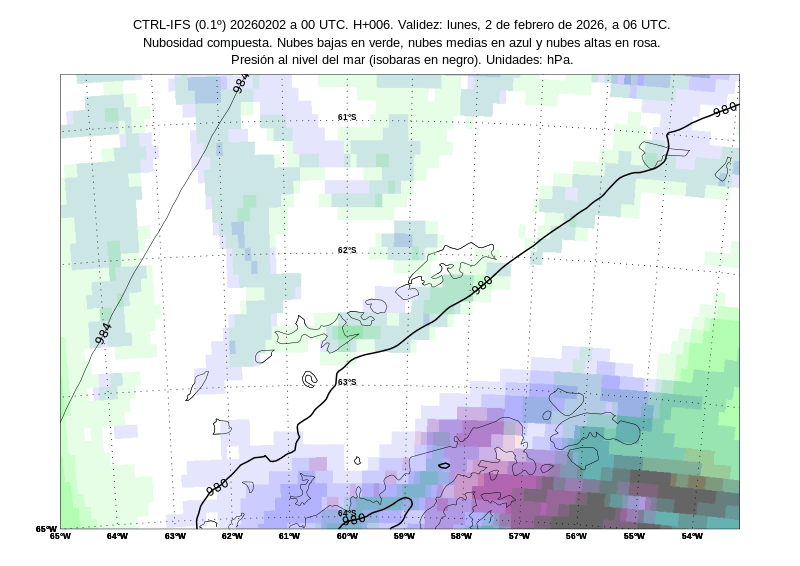 CTRL-IFS (0.1º) 20260202 a 00 UTC. H+006. Validez: lunes, 2 de febrero de 2026, a 06 UTC.
Nubosidad compuesta. Nubes bajas en verde, nubes medias en azul y nubes altas en rosa.
Presión al nivel del mar (isobaras en negro). Unidades: hPa.
984
980
61°S
62°S
980
984
63°S
980
64°S
980
65°W
65°W 64°W 63°W 62°W 61°W 60°W 59°W 58°W 57°W 56°W 55°W 54°W